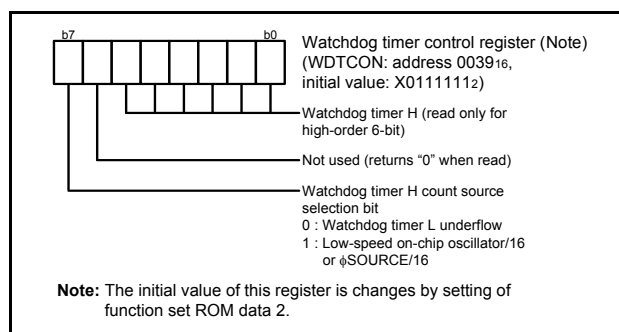 b7 b0
Watchdog timer control register (Note)
(WDTCON: address 003916,
initial value: X01111112)
Watchdog timer H (read only for
high-order 6-bit)
Not used (returns “0” when read)
Watchdog timer H count source
selection bit
0 : Watchdog timer L underflow
1 : Low-speed on-chip oscillator/16
or ϕSOURCE/16
Note: The initial value of this register is changes by setting of
function set ROM data 2.